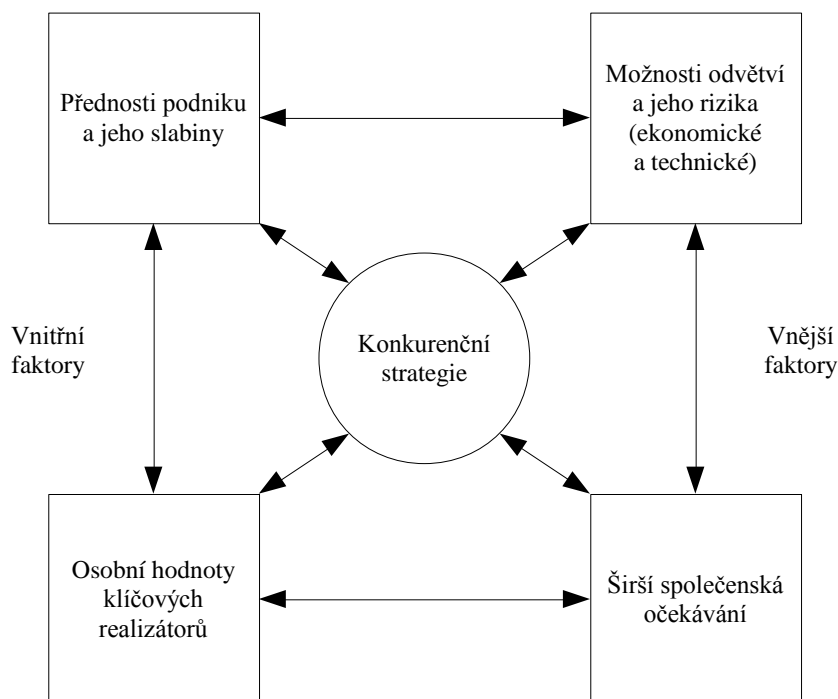 Přednosti podniku
a jeho slabiny
Možnosti odvětví
a jeho rizika
(ekonomické
a technické)
Vnitřní
faktory
Konkurenční
strategie
Vnější
faktory
Osobní hodnoty
klíčových
realizátorů
Širší společenská
očekávání